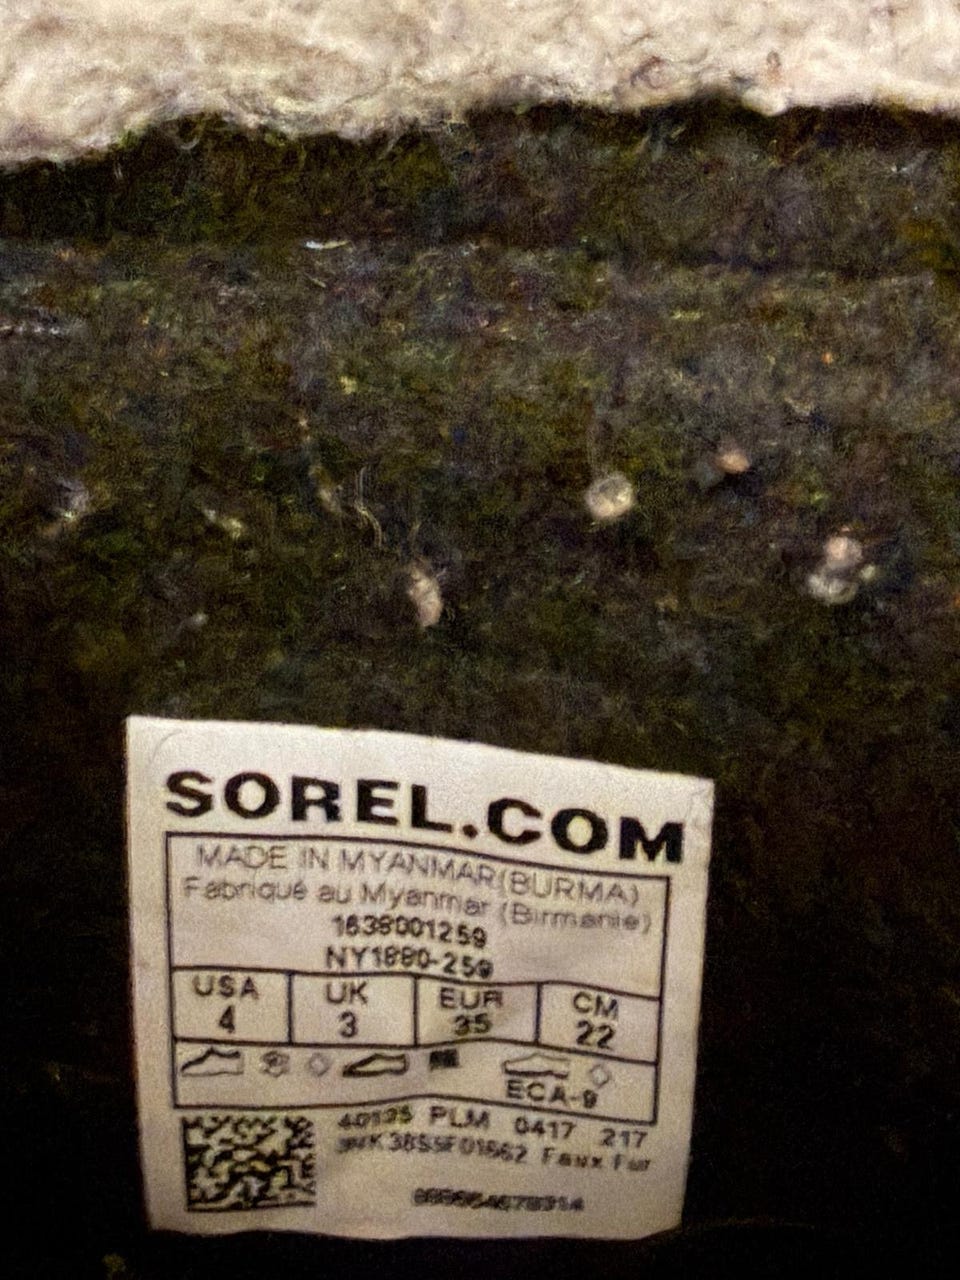 SOREL.COM
MADE IN MYANMAR(BURMA)
Fabriqué au Myanmar (Birmanie)
1638001259
NY1880-259
USA UK EUR CM
4 3 35 22
ECA-9
PLM 0417 217
Faux Fur